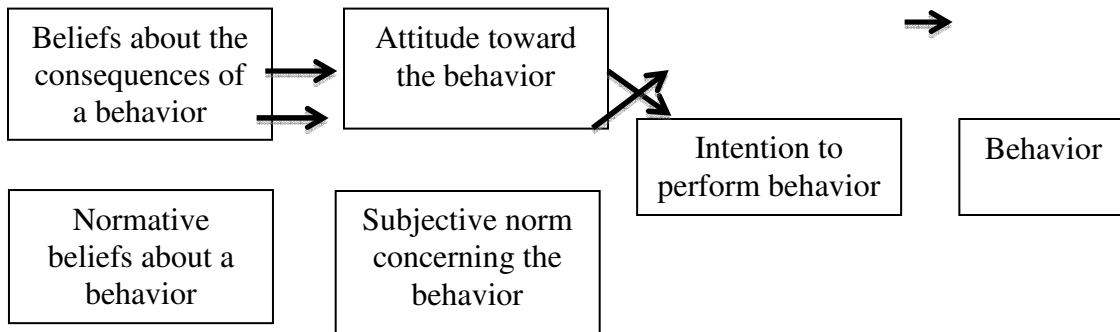 Beliefs about the
consequences of
a behavior
Attitude toward
the behavior
Intention to
perform behavior
Behavior
Normative
beliefs about a
behavior
Subjective norm
concerning the
behavior